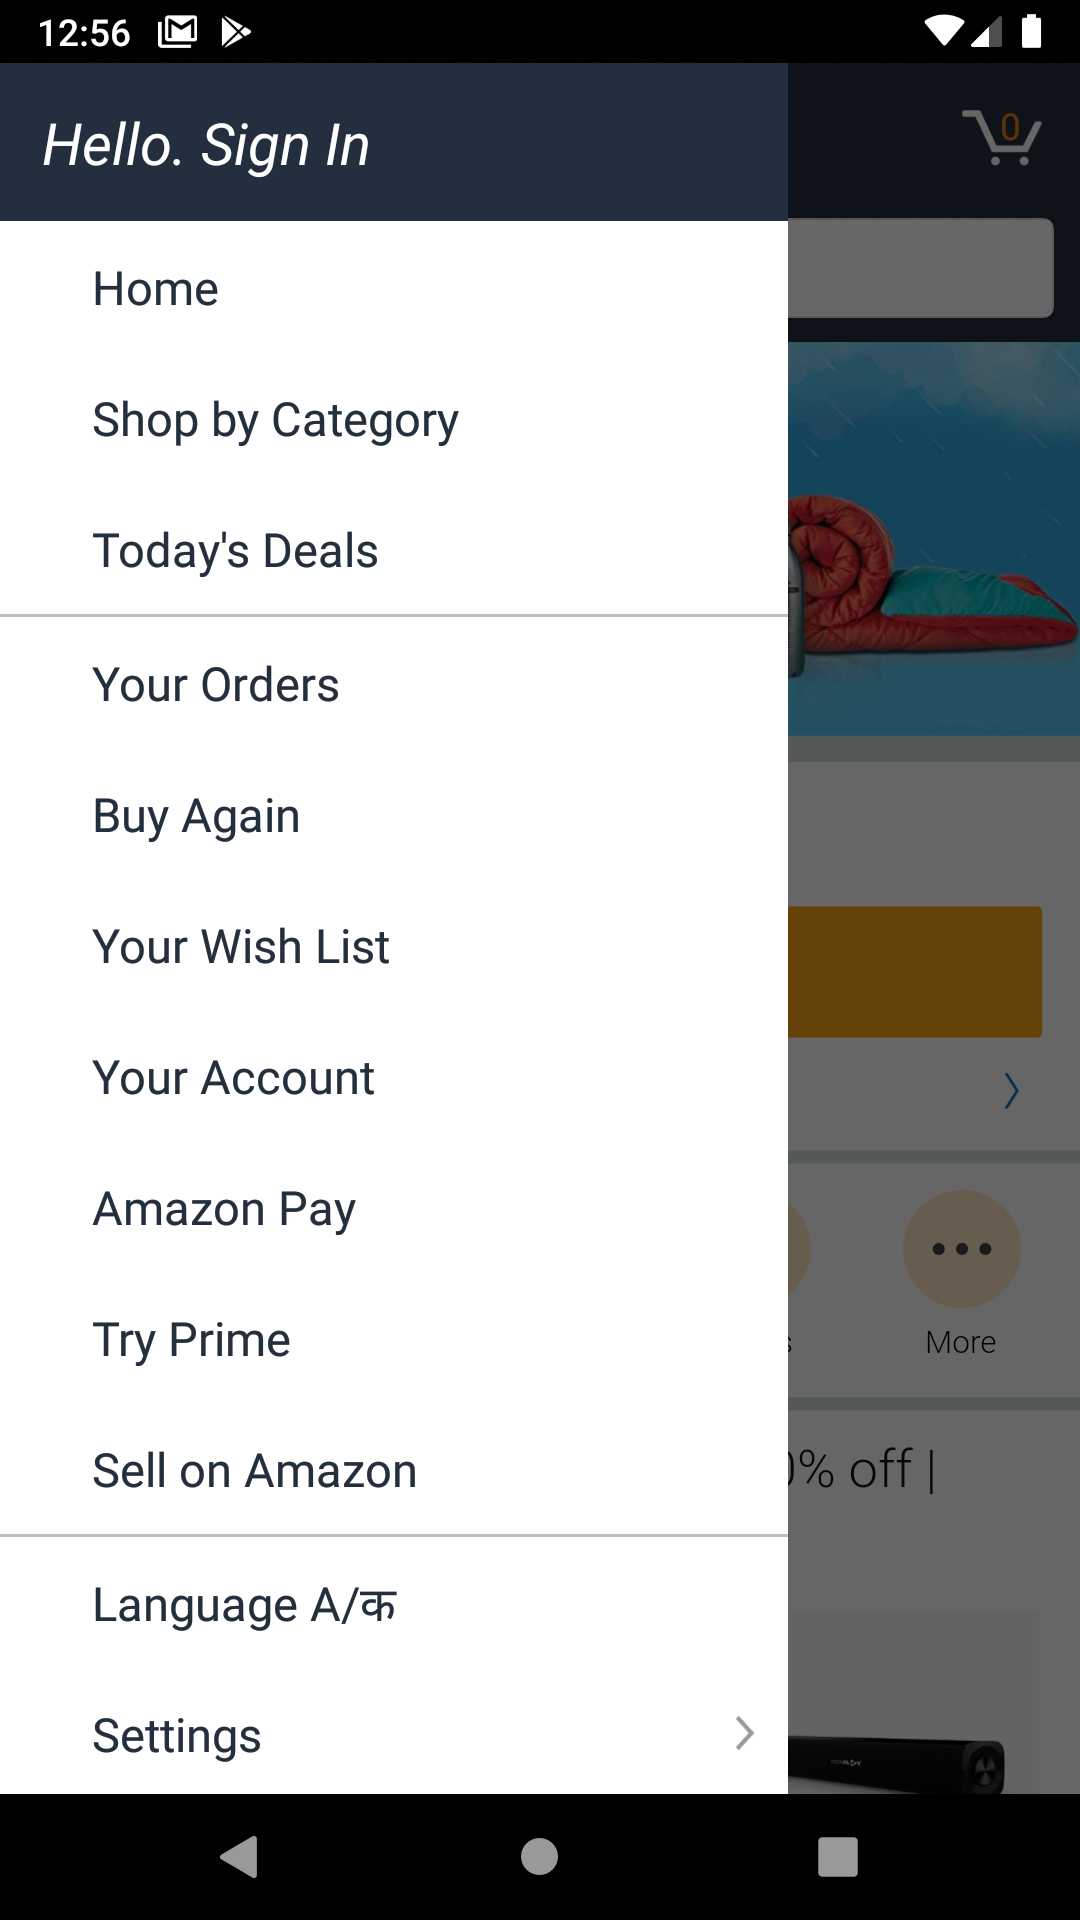 12:56
Hello. Sign In
0
Home
Shop by Category
Today's Deals
Your Orders
Buy Again
Your Wish List
Your Account
Amazon Pay
Try Prime
More
Sell on Amazon
% off |
Language A/क
Settings